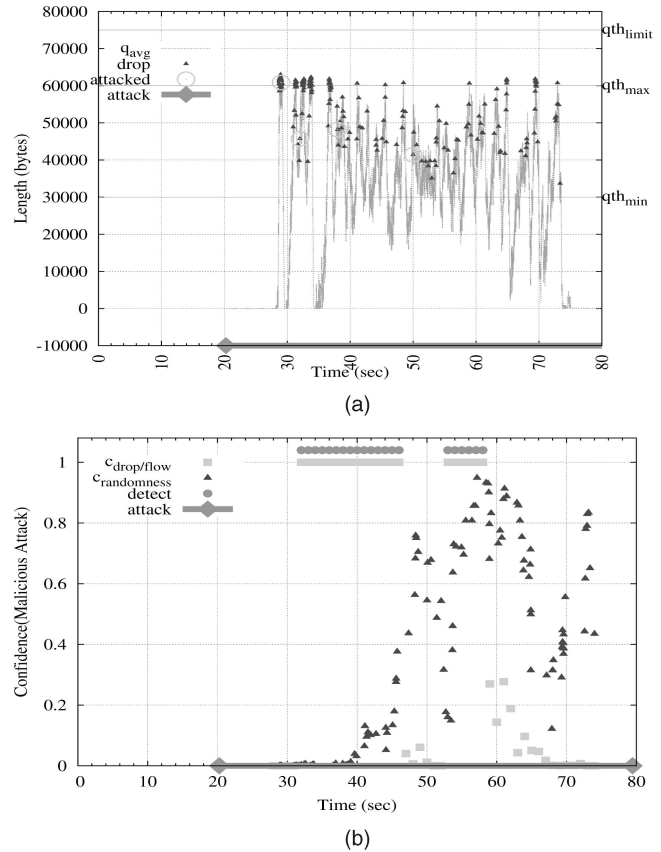 80000
70000
60000
50000
40000
30000
20000
10000
0
-10000
Length (bytes)
q_avg
drop
attacked
attack
qth_limit
qth_max
qth_min
0
10
20
30
40
50
60
70
80
Time (sec)
(a)
1
0.8
0.6
0.4
0.2
0
Confidence(Malicious Attack)
c_drop/flow
c_randomness
detect
attack
0
10
20
30
40
50
60
70
80
Time (sec)
(b)